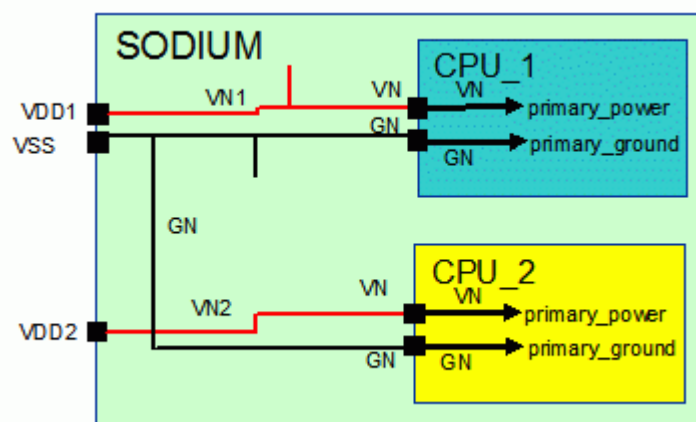 SODIUM
CPU_1
VDD1
VN1
VN
VN
primary_power
VSS
GN
GN
primary_ground
GN
CPU_2
VDD2
VN2
VN
VN
primary_power
GN
GN
primary_ground